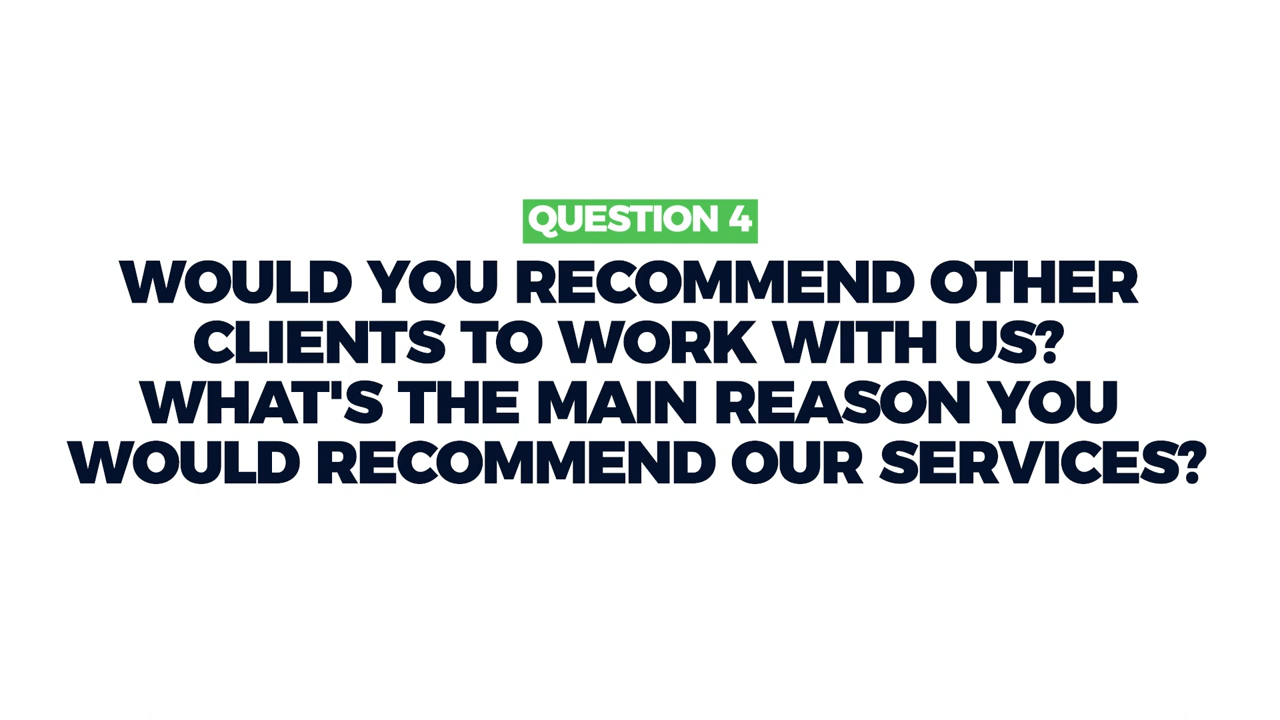 QUESTION 4
WOULD YOU RECOMMEND OTHER
CLIENTS TO WORK WITH US?
WHAT'S THE MAIN REASON YOU
WOULD RECOMMEND OUR SERVICES?